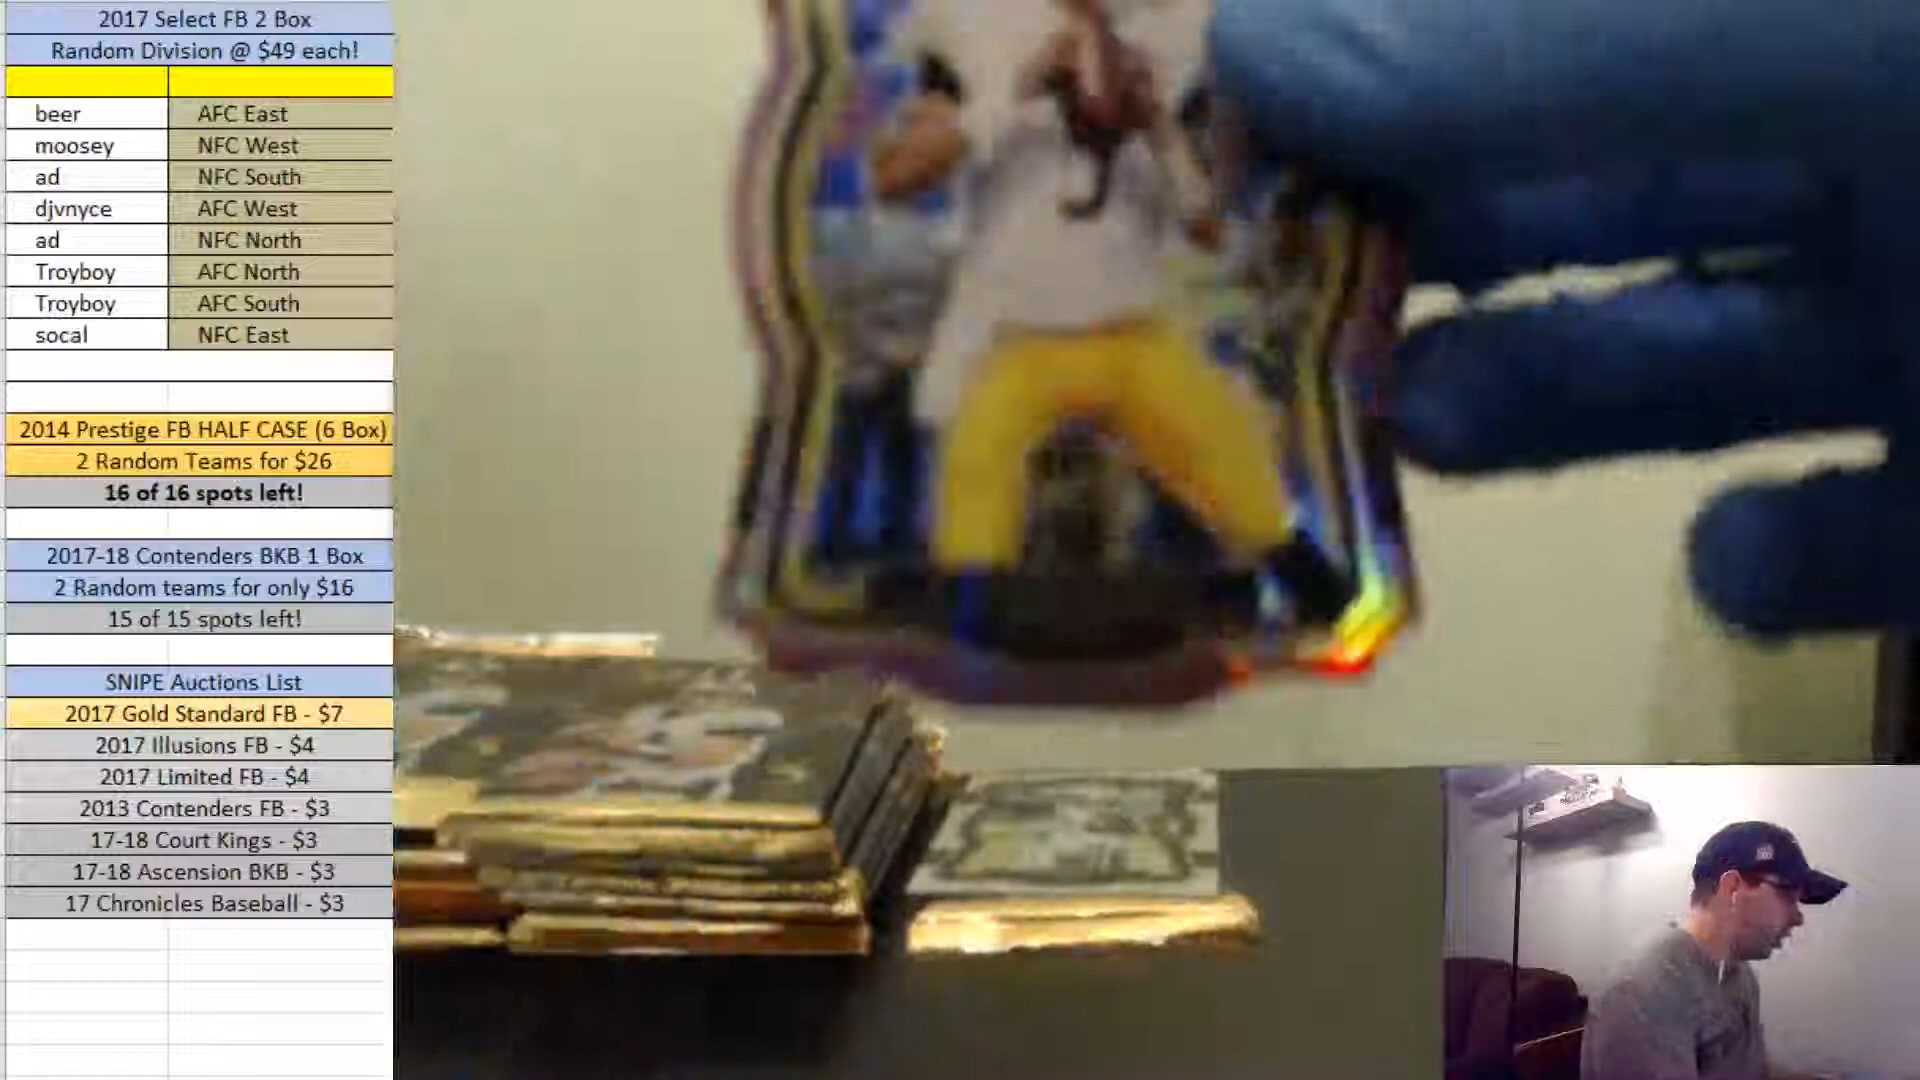 2017 Select FB 2 Box
Random Division @ $49 each!
beer AFC East
moosey NFC West
ad NFC South
djvnyce AFC West
ad NFC North
Troyboy AFC North
Troyboy AFC South
socal NFC East
2014 Prestige FB HALF CASE (6 Box)
2 Random Teams for $26
16 of 16 spots left!
2017-18 Contenders BKB 1 Box
2 Random teams for only $16
15 of 15 spots left!
SNIPE Auctions List
2017 Gold Standard FB - $7
2017 Illusions FB - $4
2017 Limited FB - $4
2013 Contenders FB - $3
17-18 Court Kings - $3
17-18 Ascension BKB - $3
17 Chronicles Baseball - $3